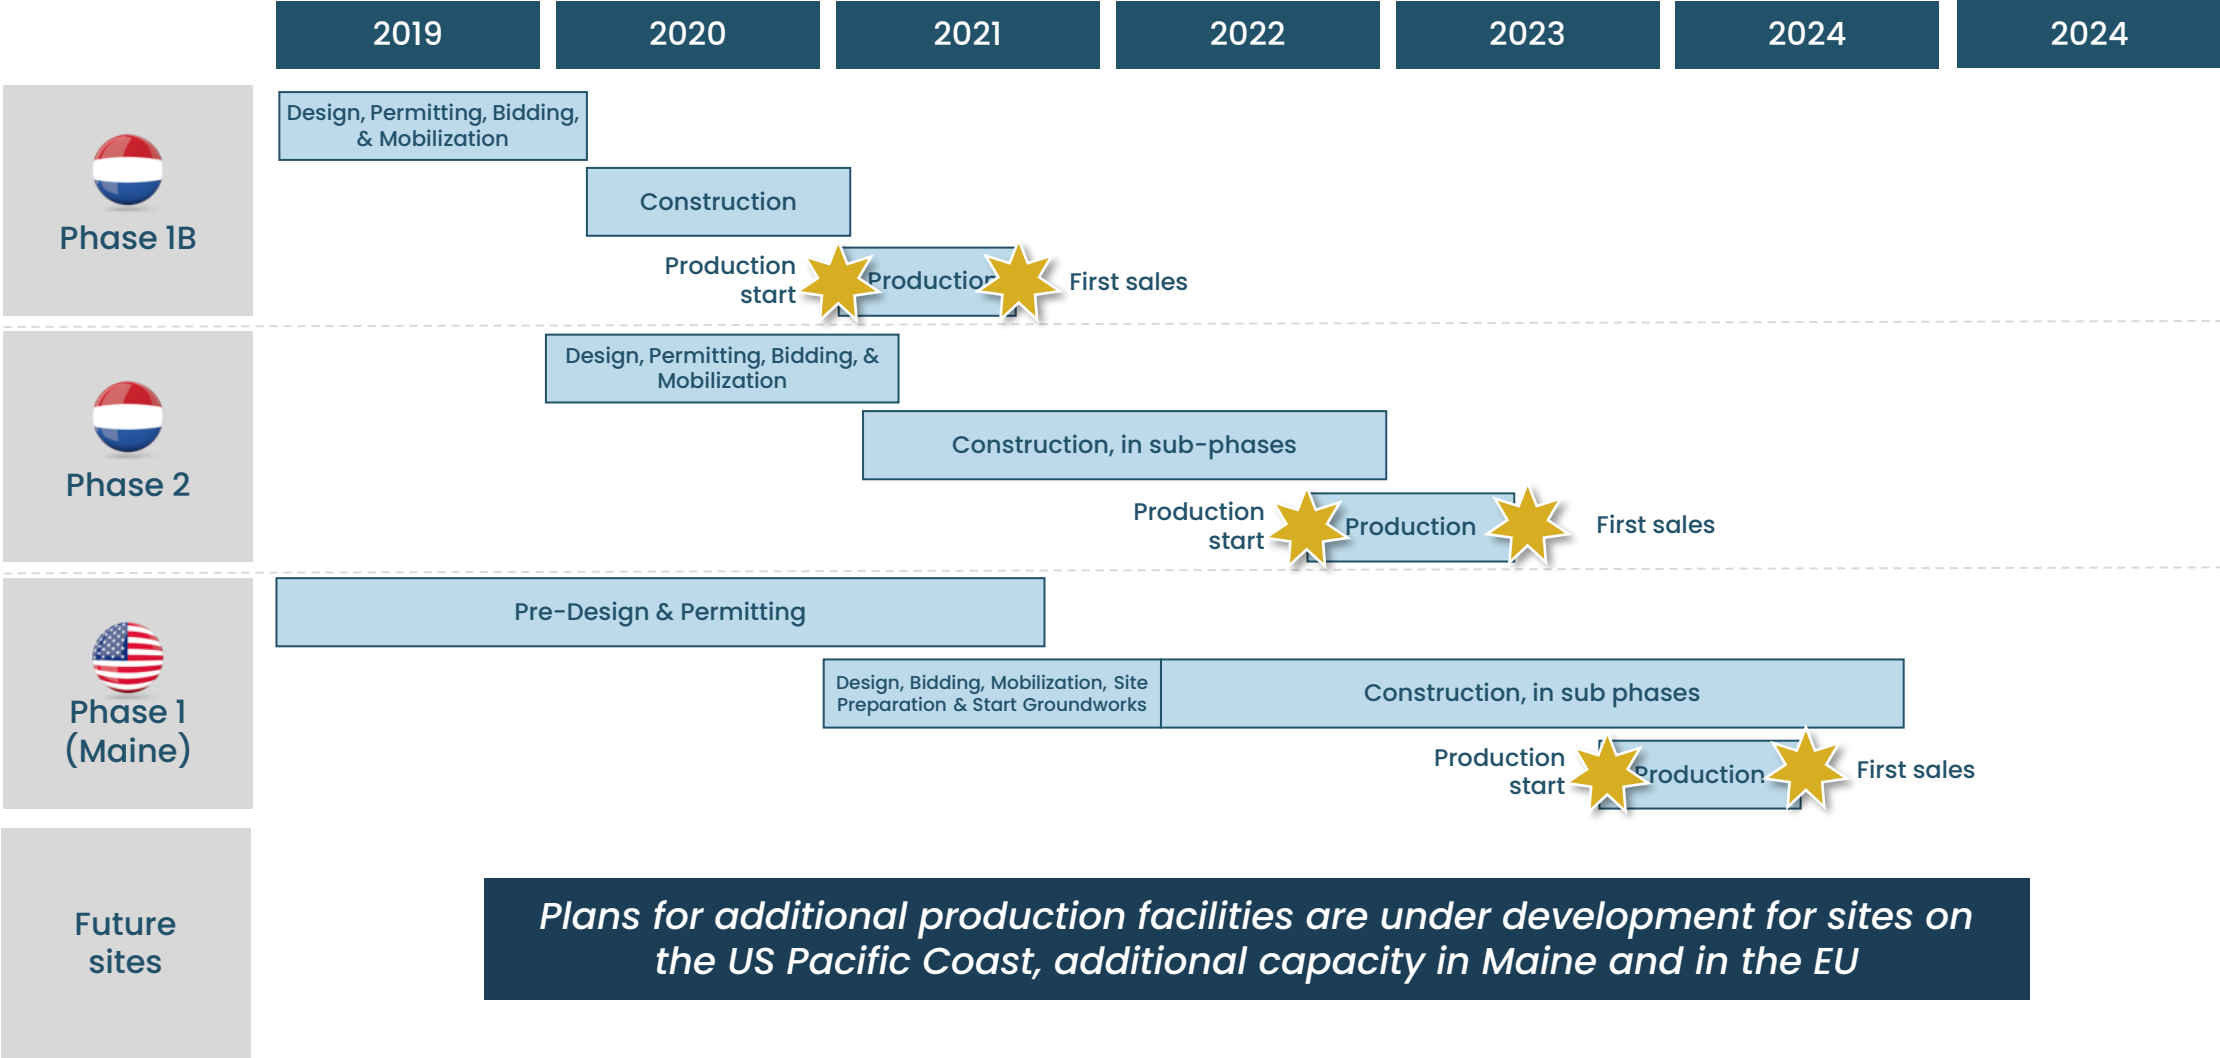 2019 2020 2021 2022 2023 2024 2024
Design, Permitting, Bidding,
& Mobilization
Construction
Phase 1B
Production
start
Production
First sales
Design, Permitting, Bidding, &
Mobilization
Construction, in sub-phases
Phase 2
Production
start
Production
First sales
Pre-Design & Permitting
Design, Bidding, Mobilization, Site
Preparation & Start Groundworks
Construction, in sub phases
Phase 1
(Maine)
Production
start
Production
First sales
Future
sites
Plans for additional production facilities are under development for sites on
the US Pacific Coast, additional capacity in Maine and in the EU